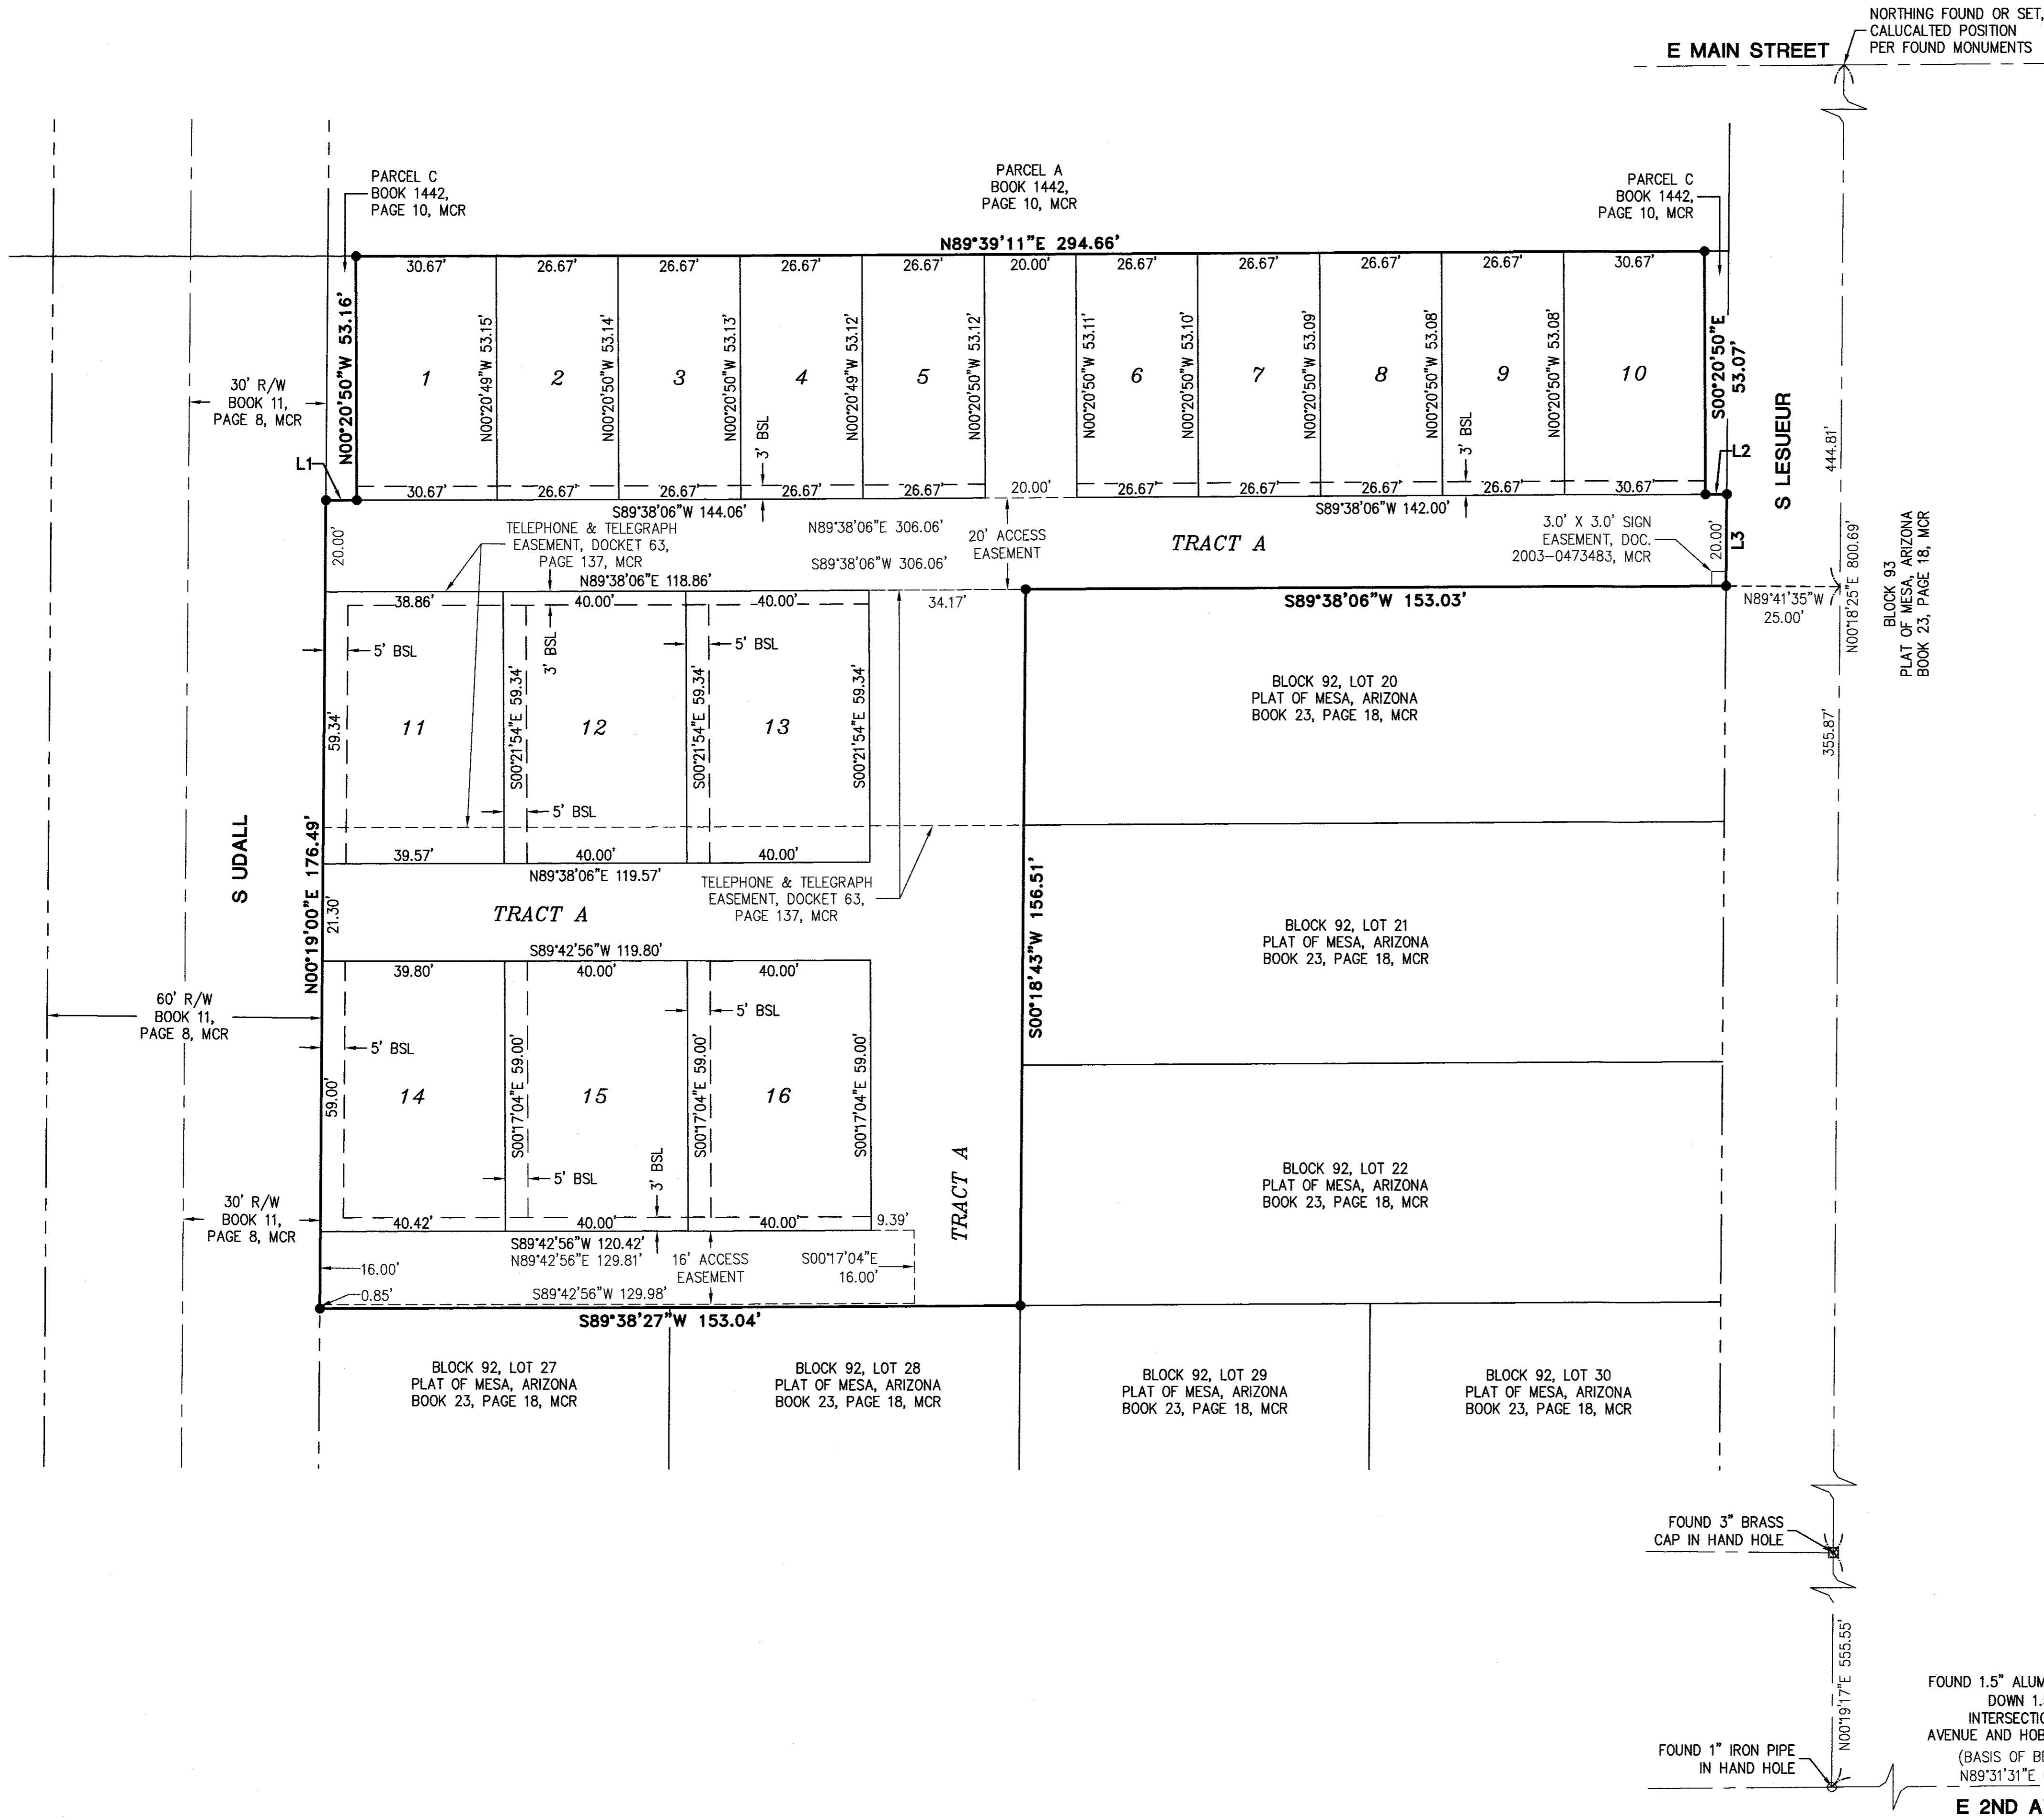 NORTHING FOUND OR SET,
CALUCALTED POSITION
PER FOUND MONUMENTS
E MAIN STREET
PARCEL C
BOOK 1442,
PAGE 10, MCR
PARCEL A
BOOK 1442,
PAGE 10, MCR
PARCEL C
BOOK 1442,
PAGE 10, MCR
N89°39'11"E 294.66'
30.67'
26.67'
26.67'
26.67'
26.67'
20.00'
26.67'
26.67'
26.67'
26.67'
30.67'
N00°20'50"W 53.16'
1
N00°20'49"W 53.15'
2
N00°20'50"W 53.14'
3
N00°20'50"W 53.13'
4
N00°20'49"W 53.12'
5
N00°20'50"W 53.12'
N00°20'50"W 53.11'
6
N00°20'50"W 53.10'
7
N00°20'50"W 53.09'
8
N00°20'50"W 53.08'
9
N00°20'50"W 53.08'
10
S00°20'50"E
53.07'
30' R/W
BOOK 11,
PAGE 8, MCR
3' BSL
3' BSL
L1
L2
S LESUEUR
444.81'
30.67'
26.67'
26.67'
26.67'
26.67'
20.00'
26.67'
26.67'
26.67'
26.67'
30.67'
S89°38'06"W 144.06'
S89°38'06"W 142.00'
TELEPHONE & TELEGRAPH
EASEMENT, DOCKET 63,
PAGE 137, MCR
N89°38'06"E 306.06'
S89°38'06"W 306.06'
20' ACCESS
EASEMENT
TRACT A
3.0' X 3.0' SIGN
EASEMENT, DOC.
2003-0473483, MCR
20.00'
L3
20.00'
N89°38'06"E 118.86'
34.17'
S89°38'06"W 153.03'
N89°41'35"W
25.00'
N00°18'25"E 800.69'
BLOCK 93
PLAT OF MESA, ARIZONA
BOOK 23, PAGE 18, MCR
38.86'
40.00'
40.00'
5' BSL
3' BSL
5' BSL
59.34'
11
S00°21'54"E 59.34'
12
S00°21'54"E 59.34'
13
S00°21'54"E 59.34'
5' BSL
BLOCK 92, LOT 20
PLAT OF MESA, ARIZONA
BOOK 23, PAGE 18, MCR
355.87'
39.57'
40.00'
40.00'
N89°38'06"E 119.57'
S UDALL
N00°19'00"E 176.49'
21.30'
TRACT A
TELEPHONE & TELEGRAPH
EASEMENT, DOCKET 63,
PAGE 137, MCR
S00°18'43"W 156.51'
BLOCK 92, LOT 21
PLAT OF MESA, ARIZONA
BOOK 23, PAGE 18, MCR
S89°42'56"W 119.80'
39.80'
40.00'
40.00'
60' R/W
BOOK 11,
PAGE 8, MCR
5' BSL
5' BSL
59.00'
14
S00°17'04"E 59.00'
15
S00°17'04"E 59.00'
16
S00°17'04"E 59.00'
5' BSL
3' BSL
TRACT A
BLOCK 92, LOT 22
PLAT OF MESA, ARIZONA
BOOK 23, PAGE 18, MCR
30' R/W
BOOK 11,
PAGE 8, MCR
40.42'
40.00'
40.00'
9.39'
S89°42'56"W 120.42'
N89°42'56"E 129.81'
16' ACCESS
EASEMENT
S00°17'04"E
16.00'
16.00'
0.85'
S89°42'56"W 129.98'
S89°38'27"W 153.04'
BLOCK 92, LOT 27
PLAT OF MESA, ARIZONA
BOOK 23, PAGE 18, MCR
BLOCK 92, LOT 28
PLAT OF MESA, ARIZONA
BOOK 23, PAGE 18, MCR
BLOCK 92, LOT 29
PLAT OF MESA, ARIZONA
BOOK 23, PAGE 18, MCR
BLOCK 92, LOT 30
PLAT OF MESA, ARIZONA
BOOK 23, PAGE 18, MCR
FOUND 3" BRASS
CAP IN HAND HOLE
N00°19'17"E 555.55'
FOUND 1" IRON PIPE
IN HAND HOLE
FOUND 1.5" ALUM
DOWN 1.
INTERSECTIO
AVENUE AND HOB
(BASIS OF BE
N89°31'31"E
E 2ND A